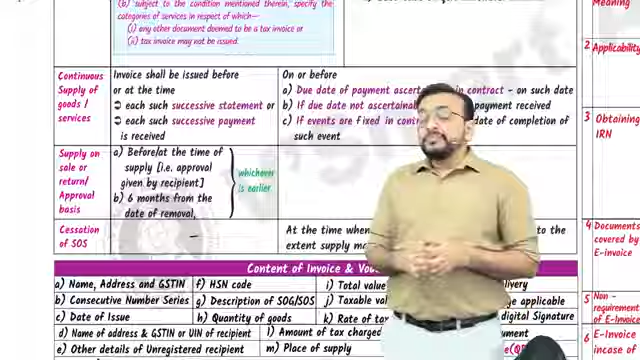 (b) subject to the condition mentioned therein, specify the
categories of services in respect of which—
(i) any other document deemed to be a tax invoice or
(ii) tax invoice may not be issued.
Meaning
2 Applicability
3 Obtaining
IRN
4 Documents
covered by
E-invoice
5 Non -
requirement
of E-Invoice
6 E-Invoice
incase of
Continuous
Supply of
goods /
services
Invoice shall be issued before
or at the time
➲ each such successive statement or
➲ each such successive payment
is received
On or before
a) Due date of payment in contract - on such date
b) If due date not payment received
c) If events are fixed in date of completion of
such event
Supply on
sale or
return/
Approval
basis
a) Before/at the time of
supply [i.e. approval
given by recipient]
b) 6 months from the
date of removal,
whichever
is earlier
Cessation
of SOS
–
At the time when to the
extent supply
Content of Invoice &
a) Name, Address and GSTIN
b) Consecutive Number Series
c) Date of Issue
d) Name of address & GSTIN or UIN of recipient
e) Other details of Unregistered recipient
f) HSN code
g) Description of SOG/SOS
h) Quantity of goods
i) Total value
j) Taxable
k) Rate of
l) Amount of tax charged
m) Place of supply
applicable
digital Signature